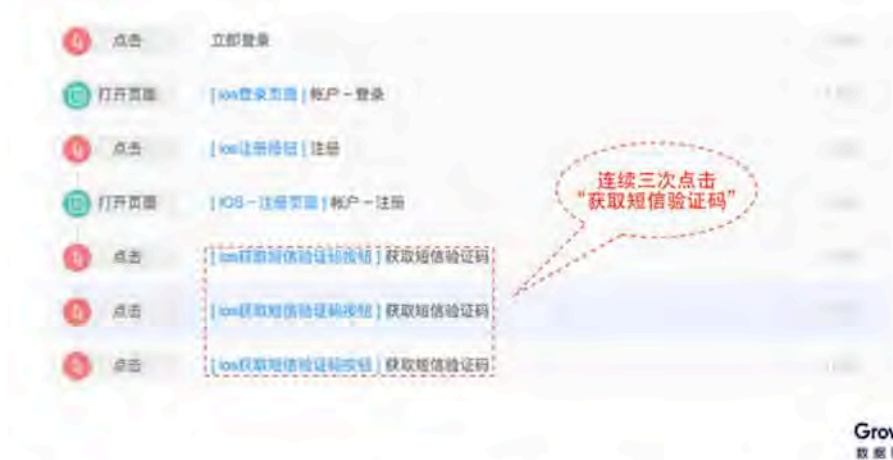 点击 立即登录
打开页面 [ ios登录页面 ] 帐户－登录
点击 [ ios注册按钮 ] 注册
打开页面 [ IOS－注册页面 ] 帐户－注册
连续三次点击
“获取短信验证码”
点击 [ ios获取短信验证码按钮 ] 获取短信验证码
点击 [ ios获取短信验证码按钮 ] 获取短信验证码
点击 [ ios获取短信验证码按钮 ] 获取短信验证码
Grow
数据